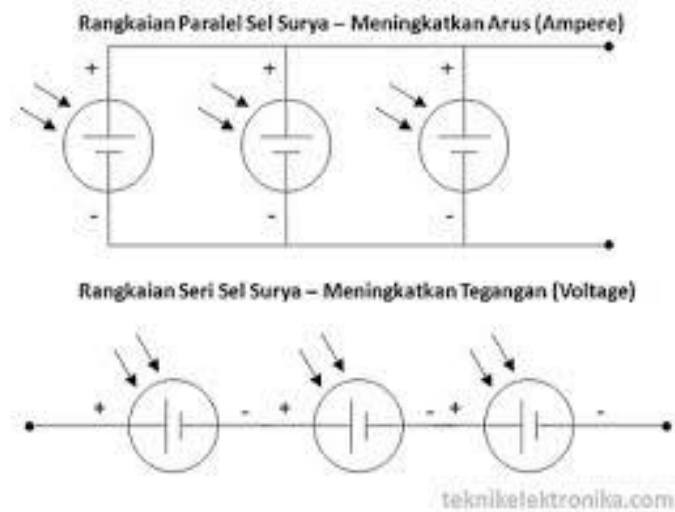 Rangkaian Paralel Sel Surya – Meningkatkan Arus (Ampere)
+ + +
- - -
Rangkaian Seri Sel Surya – Meningkatkan Tegangan (Voltage)
+ - + - + -
teknikelektronika.com